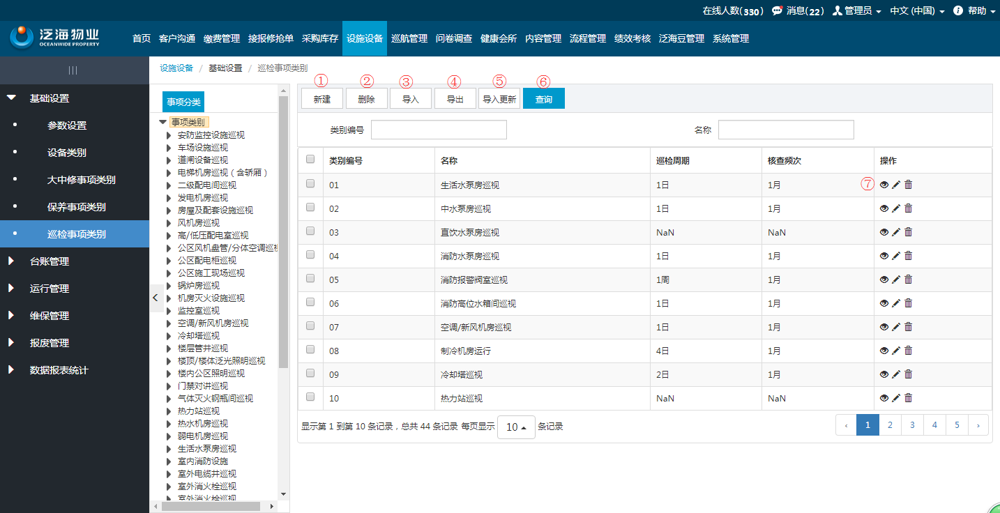 在线人数(330) 消息(22) 管理员 中文 (中国) 帮助
泛海物业
OCEANWIDE PROPERTY
首页 客户沟通 缴费管理 接报修抢单 采购库存 设施设备 巡航管理 问卷调查 健康会所 内容管理 流程管理 绩效考核 泛海豆管理 系统管理
基础设置
参数设置
设备类别
大中修事项类别
保养事项类别
巡检事项类别
台账管理
运行管理
维保管理
报废管理
数据报表统计
设施设备 / 基础设置 / 巡检事项类别
事项分类
事项类别
安防监控设施巡视
车场设施巡视
道闸设备巡视
电梯机房巡视（含轿厢）
二级配电间巡视
发电机房巡视
房屋及配套设施巡视
风机房巡视
高/低压配电室巡视
公区风机盘管/分体空调巡视
公区配电柜巡视
公区施工现场巡视
锅炉房巡视
机房灭火设施巡视
监控室巡视
空调/新风机房巡视
冷却塔巡视
楼层管井巡视
楼顶/楼体泛光照明巡视
楼内公区照明巡视
门禁对讲巡视
气体灭火钢瓶间巡视
热力站巡视
热水机房巡视
弱电机房巡视
生活水泵房巡视
室内消防设施
室外电缆井巡视
室外消火栓巡视
室外消火栓巡视
① ② ③ ④ ⑤ ⑥
新建 删除 导入 导出 导入更新 查询
类别编号 名称
类别编号 名称 巡检周期 核查频次 操作
01 生活水泵房巡视 1日 1月 ⑦
02 中水泵房巡视 1日 1月
03 直饮水泵房巡视 NaN NaN
04 消防水泵房巡视 1日 1月
05 消防报警阀室巡视 1周 1月
06 消防高位水箱间巡视 1日 1月
07 空调/新风机房巡视 1日 1月
08 制冷机房运行 4日 1月
09 冷却塔巡视 2日 1月
10 热力站巡视 NaN NaN
显示第 1 到第 10 条记录，总共 44 条记录 每页显示 10 条记录
‹ 1 2 3 4 5 ›